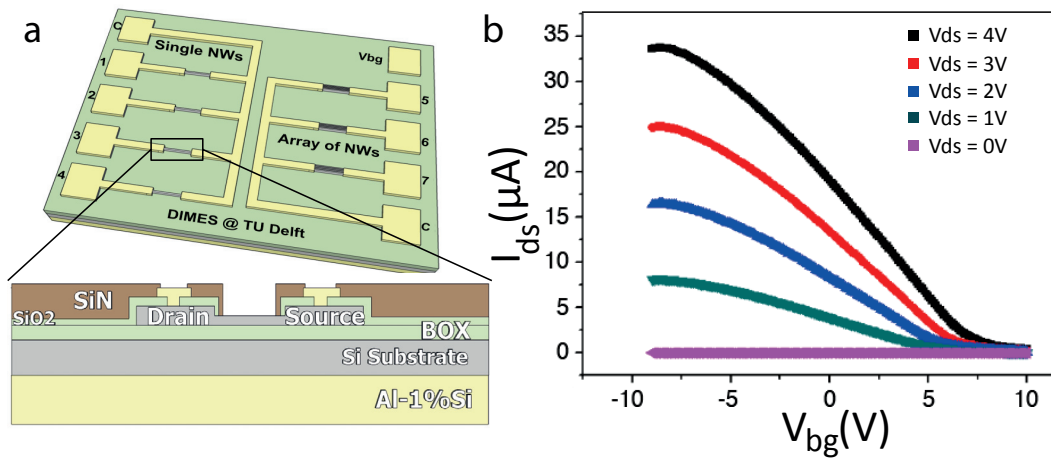 a
C
Single NWs
Vbg
1
2
3
4
5
6
7
Array of NWs
C
DIMES @ TU Delft
SiN
SiO2
Drain
Source
BOX
Si Substrate
Al-1%Si
b
Vds = 4V
Vds = 3V
Vds = 2V
Vds = 1V
Vds = 0V
Ids(μA)
35
30
25
20
15
10
5
0
-10
-5
0
5
10
Vbg(V)